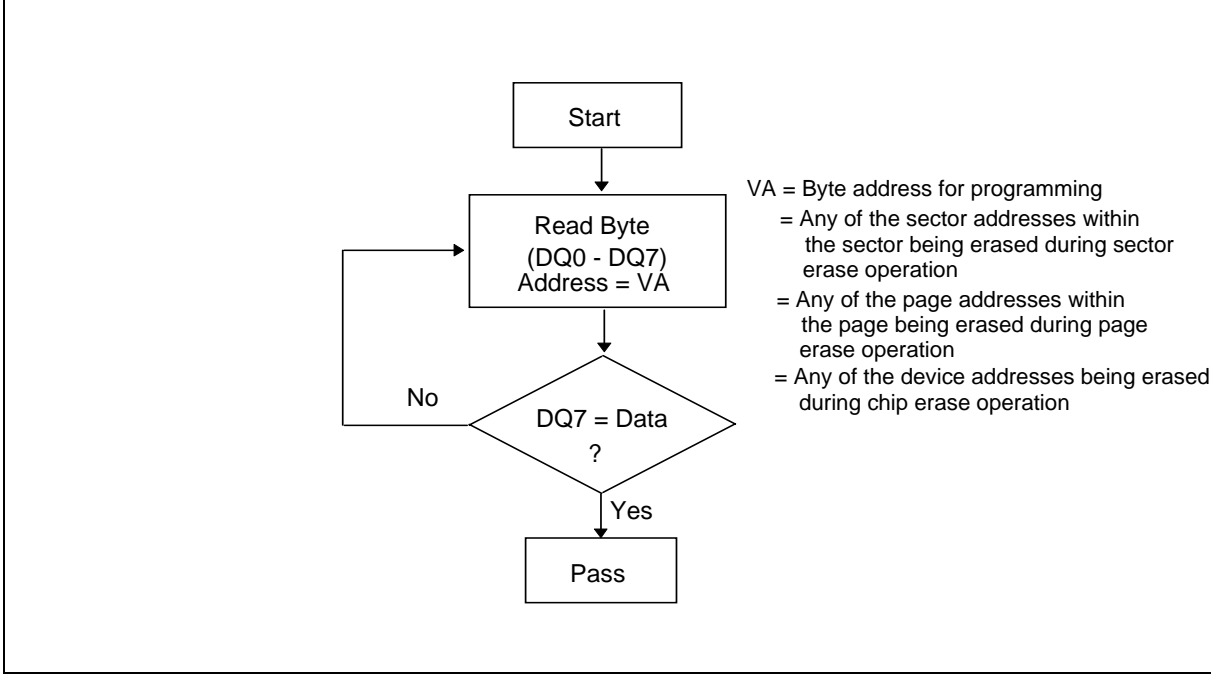 Start
Read Byte
(DQ0 - DQ7)
Address = VA
VA = Byte address for programming
= Any of the sector addresses within
the sector being erased during sector
erase operation
= Any of the page addresses within
the page being erased during page
erase operation
= Any of the device addresses being erased
during chip erase operation
No
DQ7 = Data
?
Yes
Pass